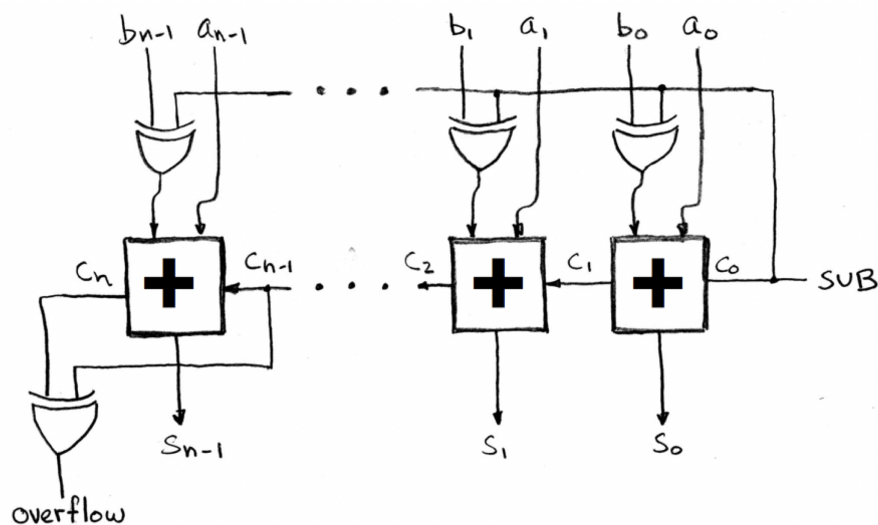 bn-1 an-1 b1 a1 b0 a0
cn cn-1 c2 c1 c0 SUB
Sn-1 S1 S0
overflow